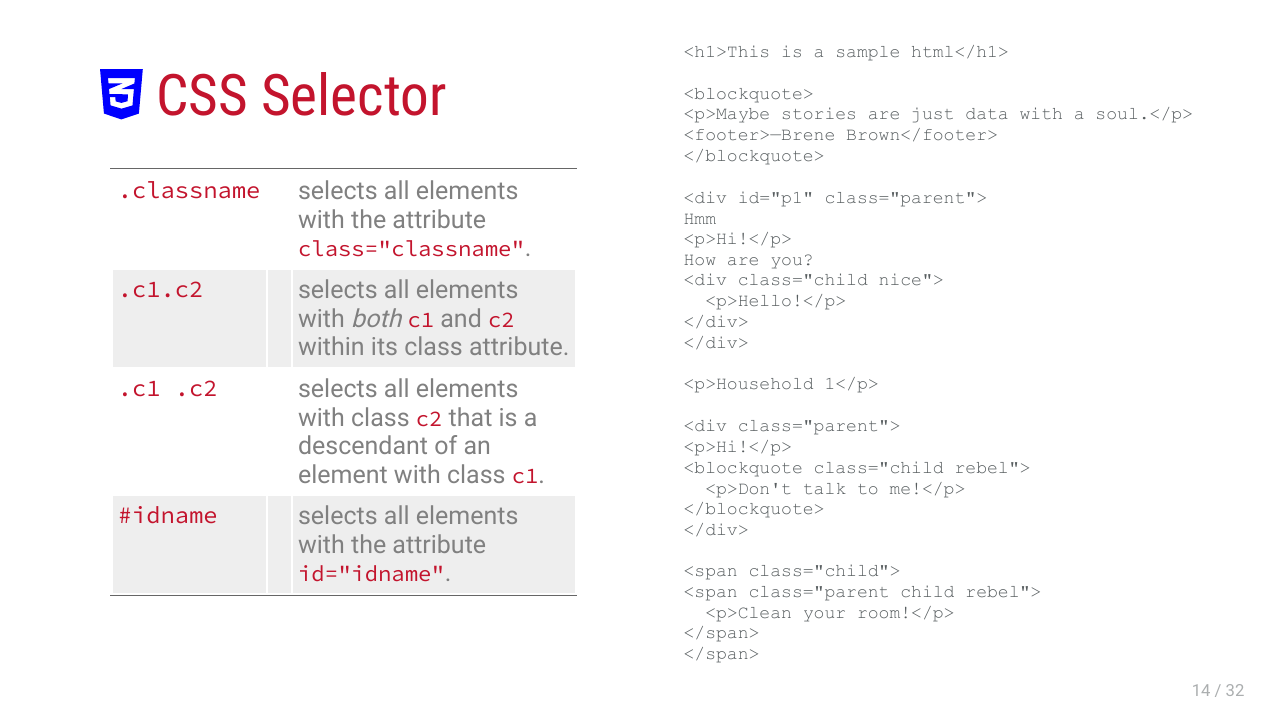 CSS Selector
.classname
selects all elements
with the attribute
class="classname".
.c1.c2
selects all elements
with both c1 and c2
within its class attribute.
.c1 .c2
selects all elements
with class c2 that is a
descendant of an
element with class c1.
#idname
selects all elements
with the attribute
id="idname".
<h1>This is a sample html</h1>
<blockquote>
<p>Maybe stories are just data with a soul.</p>
<footer>—Brene Brown</footer>
</blockquote>
<div id="p1" class="parent">
Hmm
<p>Hi!</p>
How are you?
<div class="child nice">
  <p>Hello!</p>
</div>
</div>
<p>Household 1</p>
<div class="parent">
<p>Hi!</p>
<blockquote class="child rebel">
  <p>Don't talk to me!</p>
</blockquote>
</div>
<span class="child">
<span class="parent child rebel">
  <p>Clean your room!</p>
</span>
</span>
14 / 32